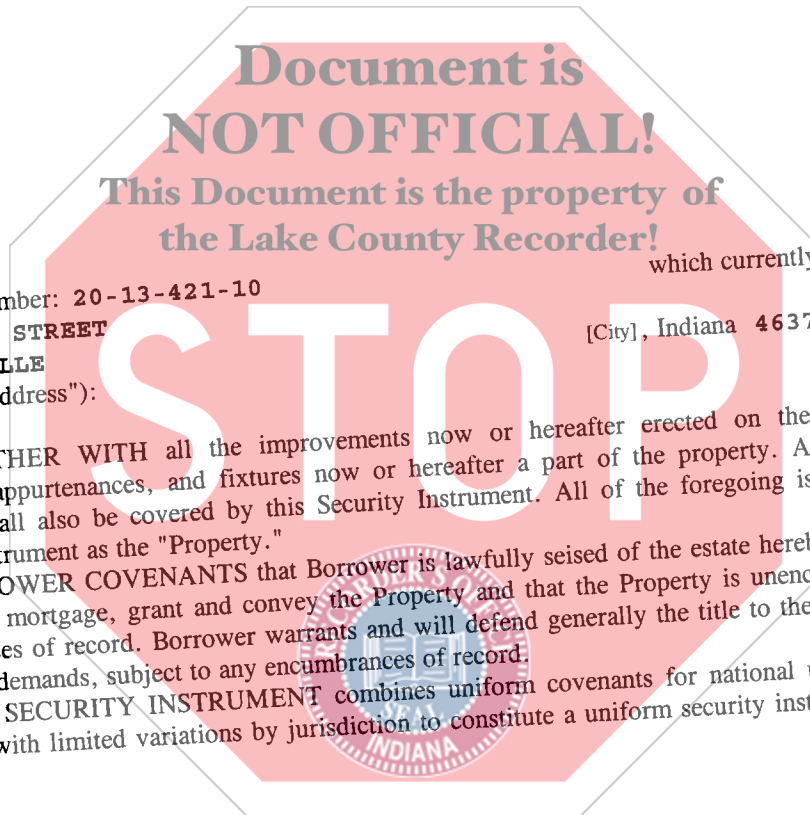 Document is
NOT OFFICIAL!
This Document is the property of
the Lake County Recorder!
which currently
mber: 20-13-421-10
STREET
[City], Indiana 4637
LLE
ddress"):
STOP
THER WITH all the improvements now or hereafter erected on the
appurtenances, and fixtures now or hereafter a part of the property. A
all also be covered by this Security Instrument. All of the foregoing is
trument as the "Property."
OWER COVENANTS that Borrower is lawfully seised of the estate hereb
mortgage, grant and convey the Property and that the Property is unenc
es of record. Borrower warrants and will defend generally the title to the
demands, subject to any encumbrances of record.
SECURITY INSTRUMENT combines uniform covenants for national u
with limited variations by jurisdiction to constitute a uniform security inst
RECORDER'S OFFICE
SEAL
INDIANA